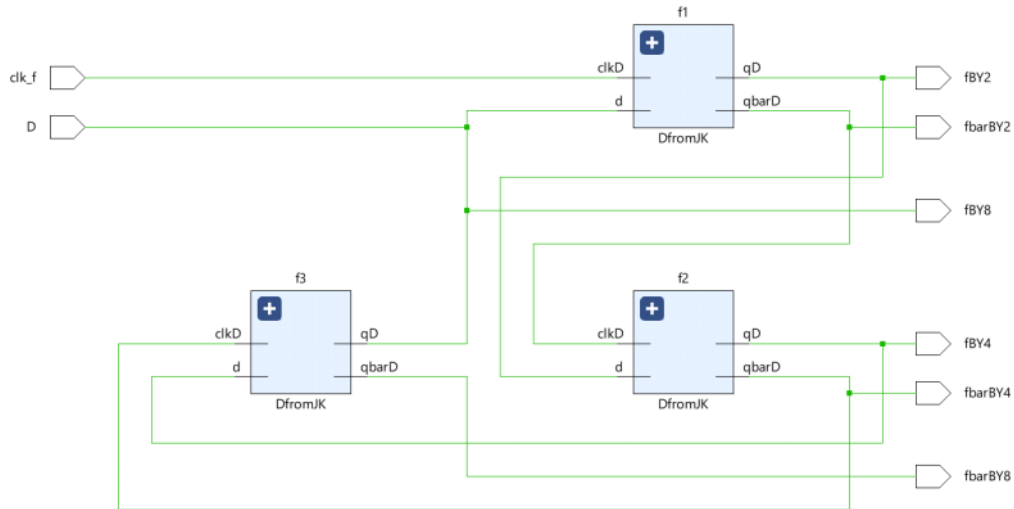 f1
clk_f
clkD
qD
fBY2
d
qbarD
D
fbarBY2
DfromJK
fBY8
f3
f2
clkD
qD
clkD
qD
fBY4
d
qbarD
d
qbarD
fbarBY4
DfromJK
DfromJK
fbarBY8